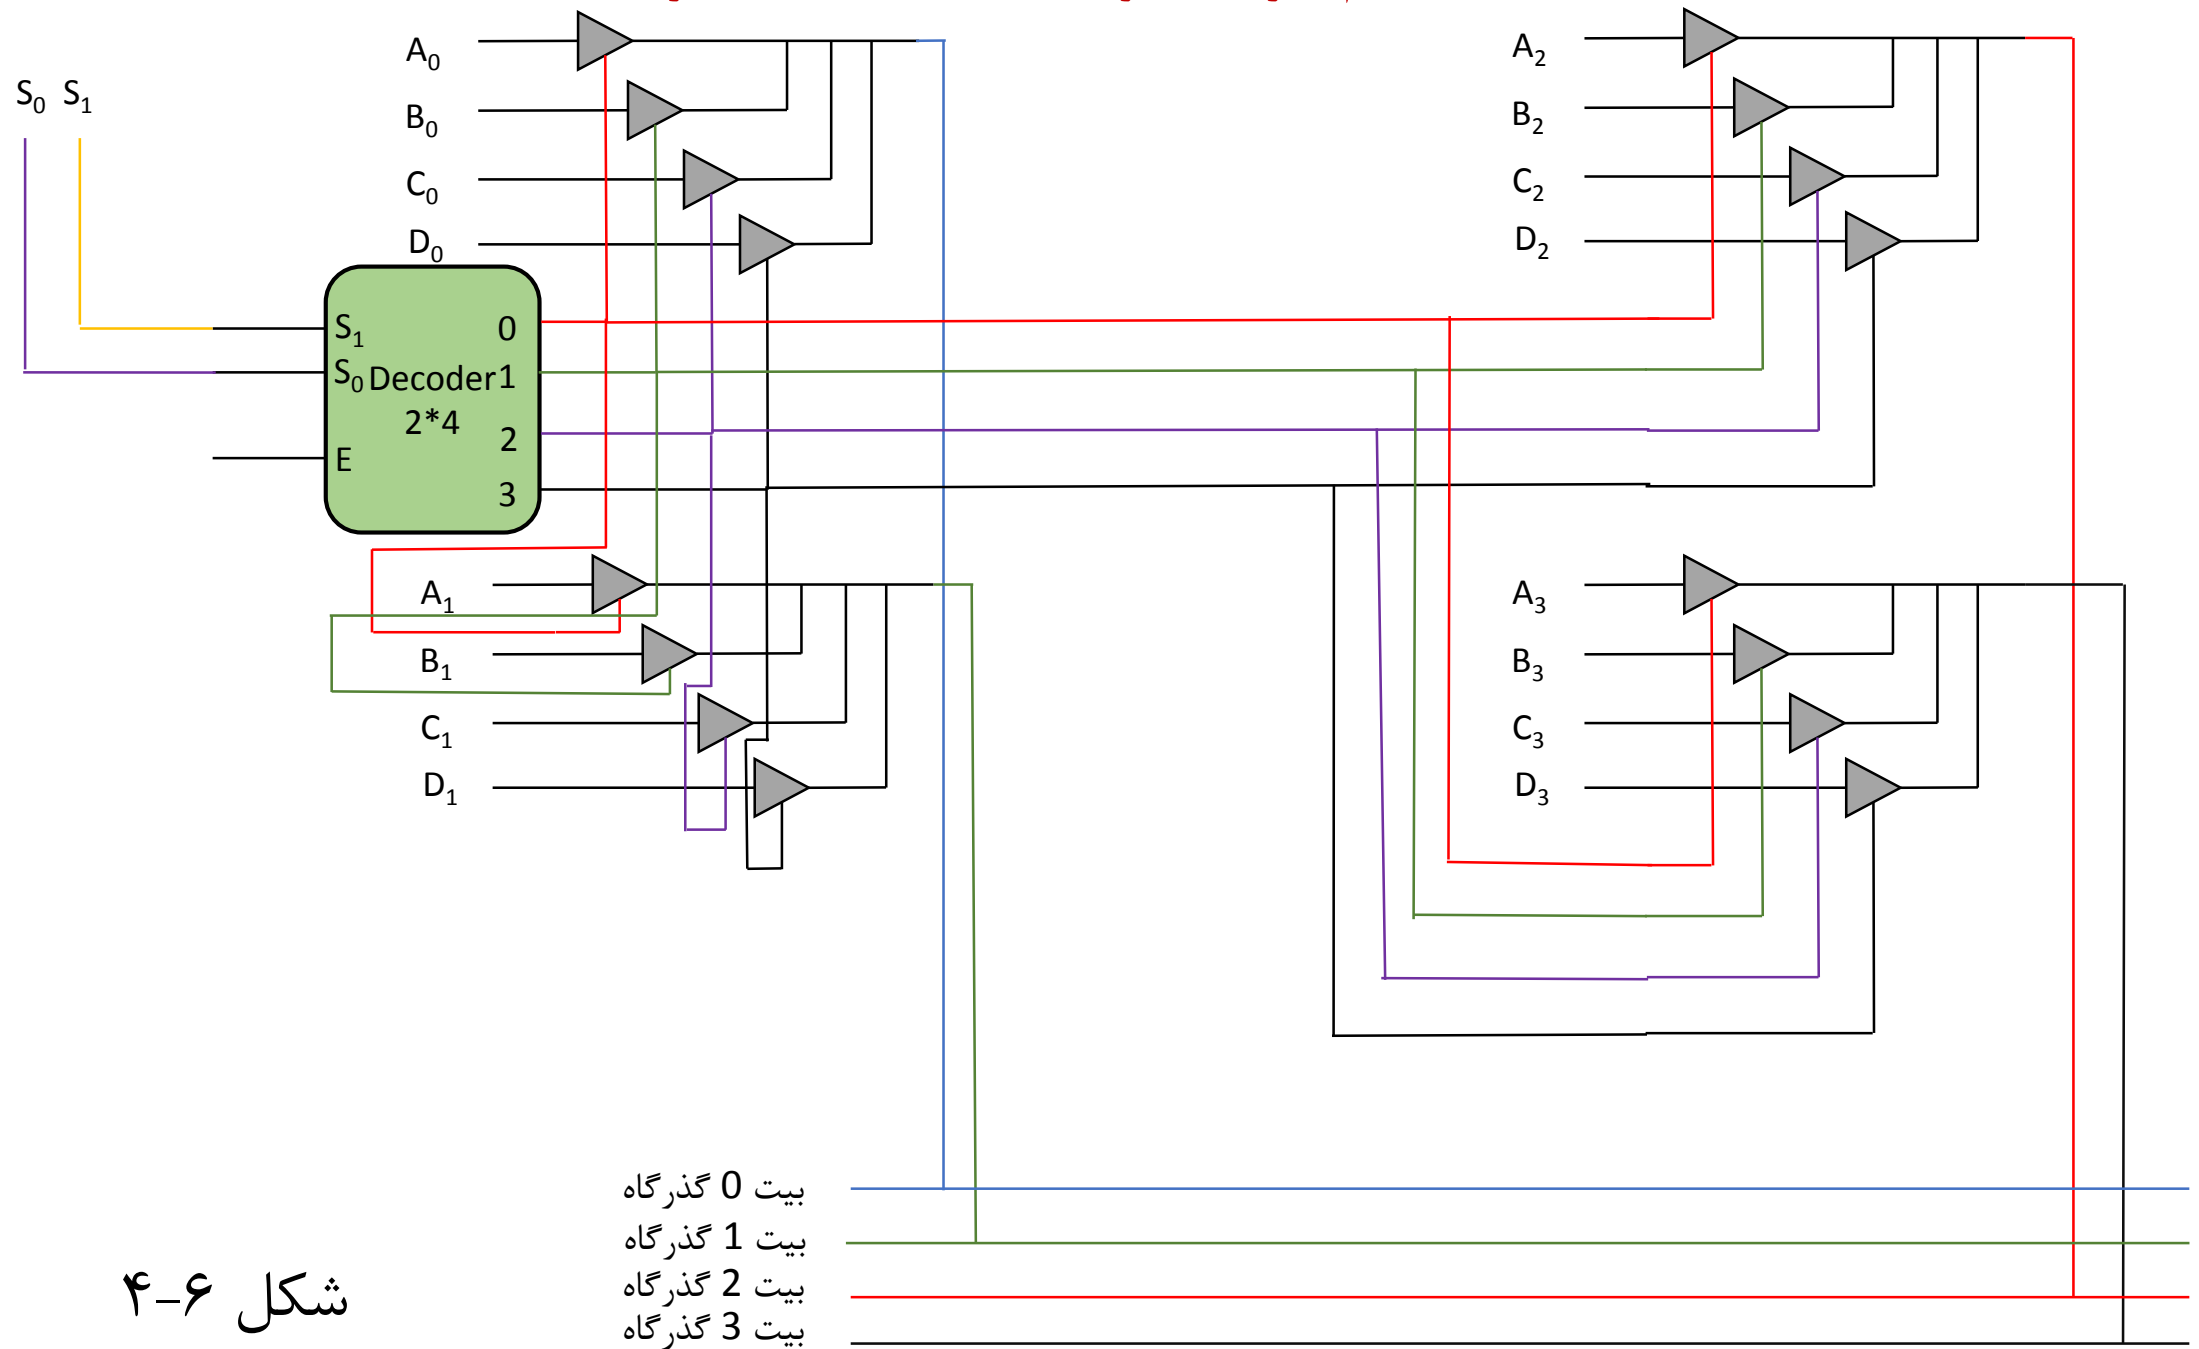 A0
B0
C0
D0
S0 S1
S1
S0
E
Decoder
2*4
0
1
2
3
A1
B1
C1
D1
A2
B2
C2
D2
A3
B3
C3
D3
بیت 0 گذرگاه
بیت 1 گذرگاه
بیت 2 گذرگاه
بیت 3 گذرگاه
شکل ۶-۴